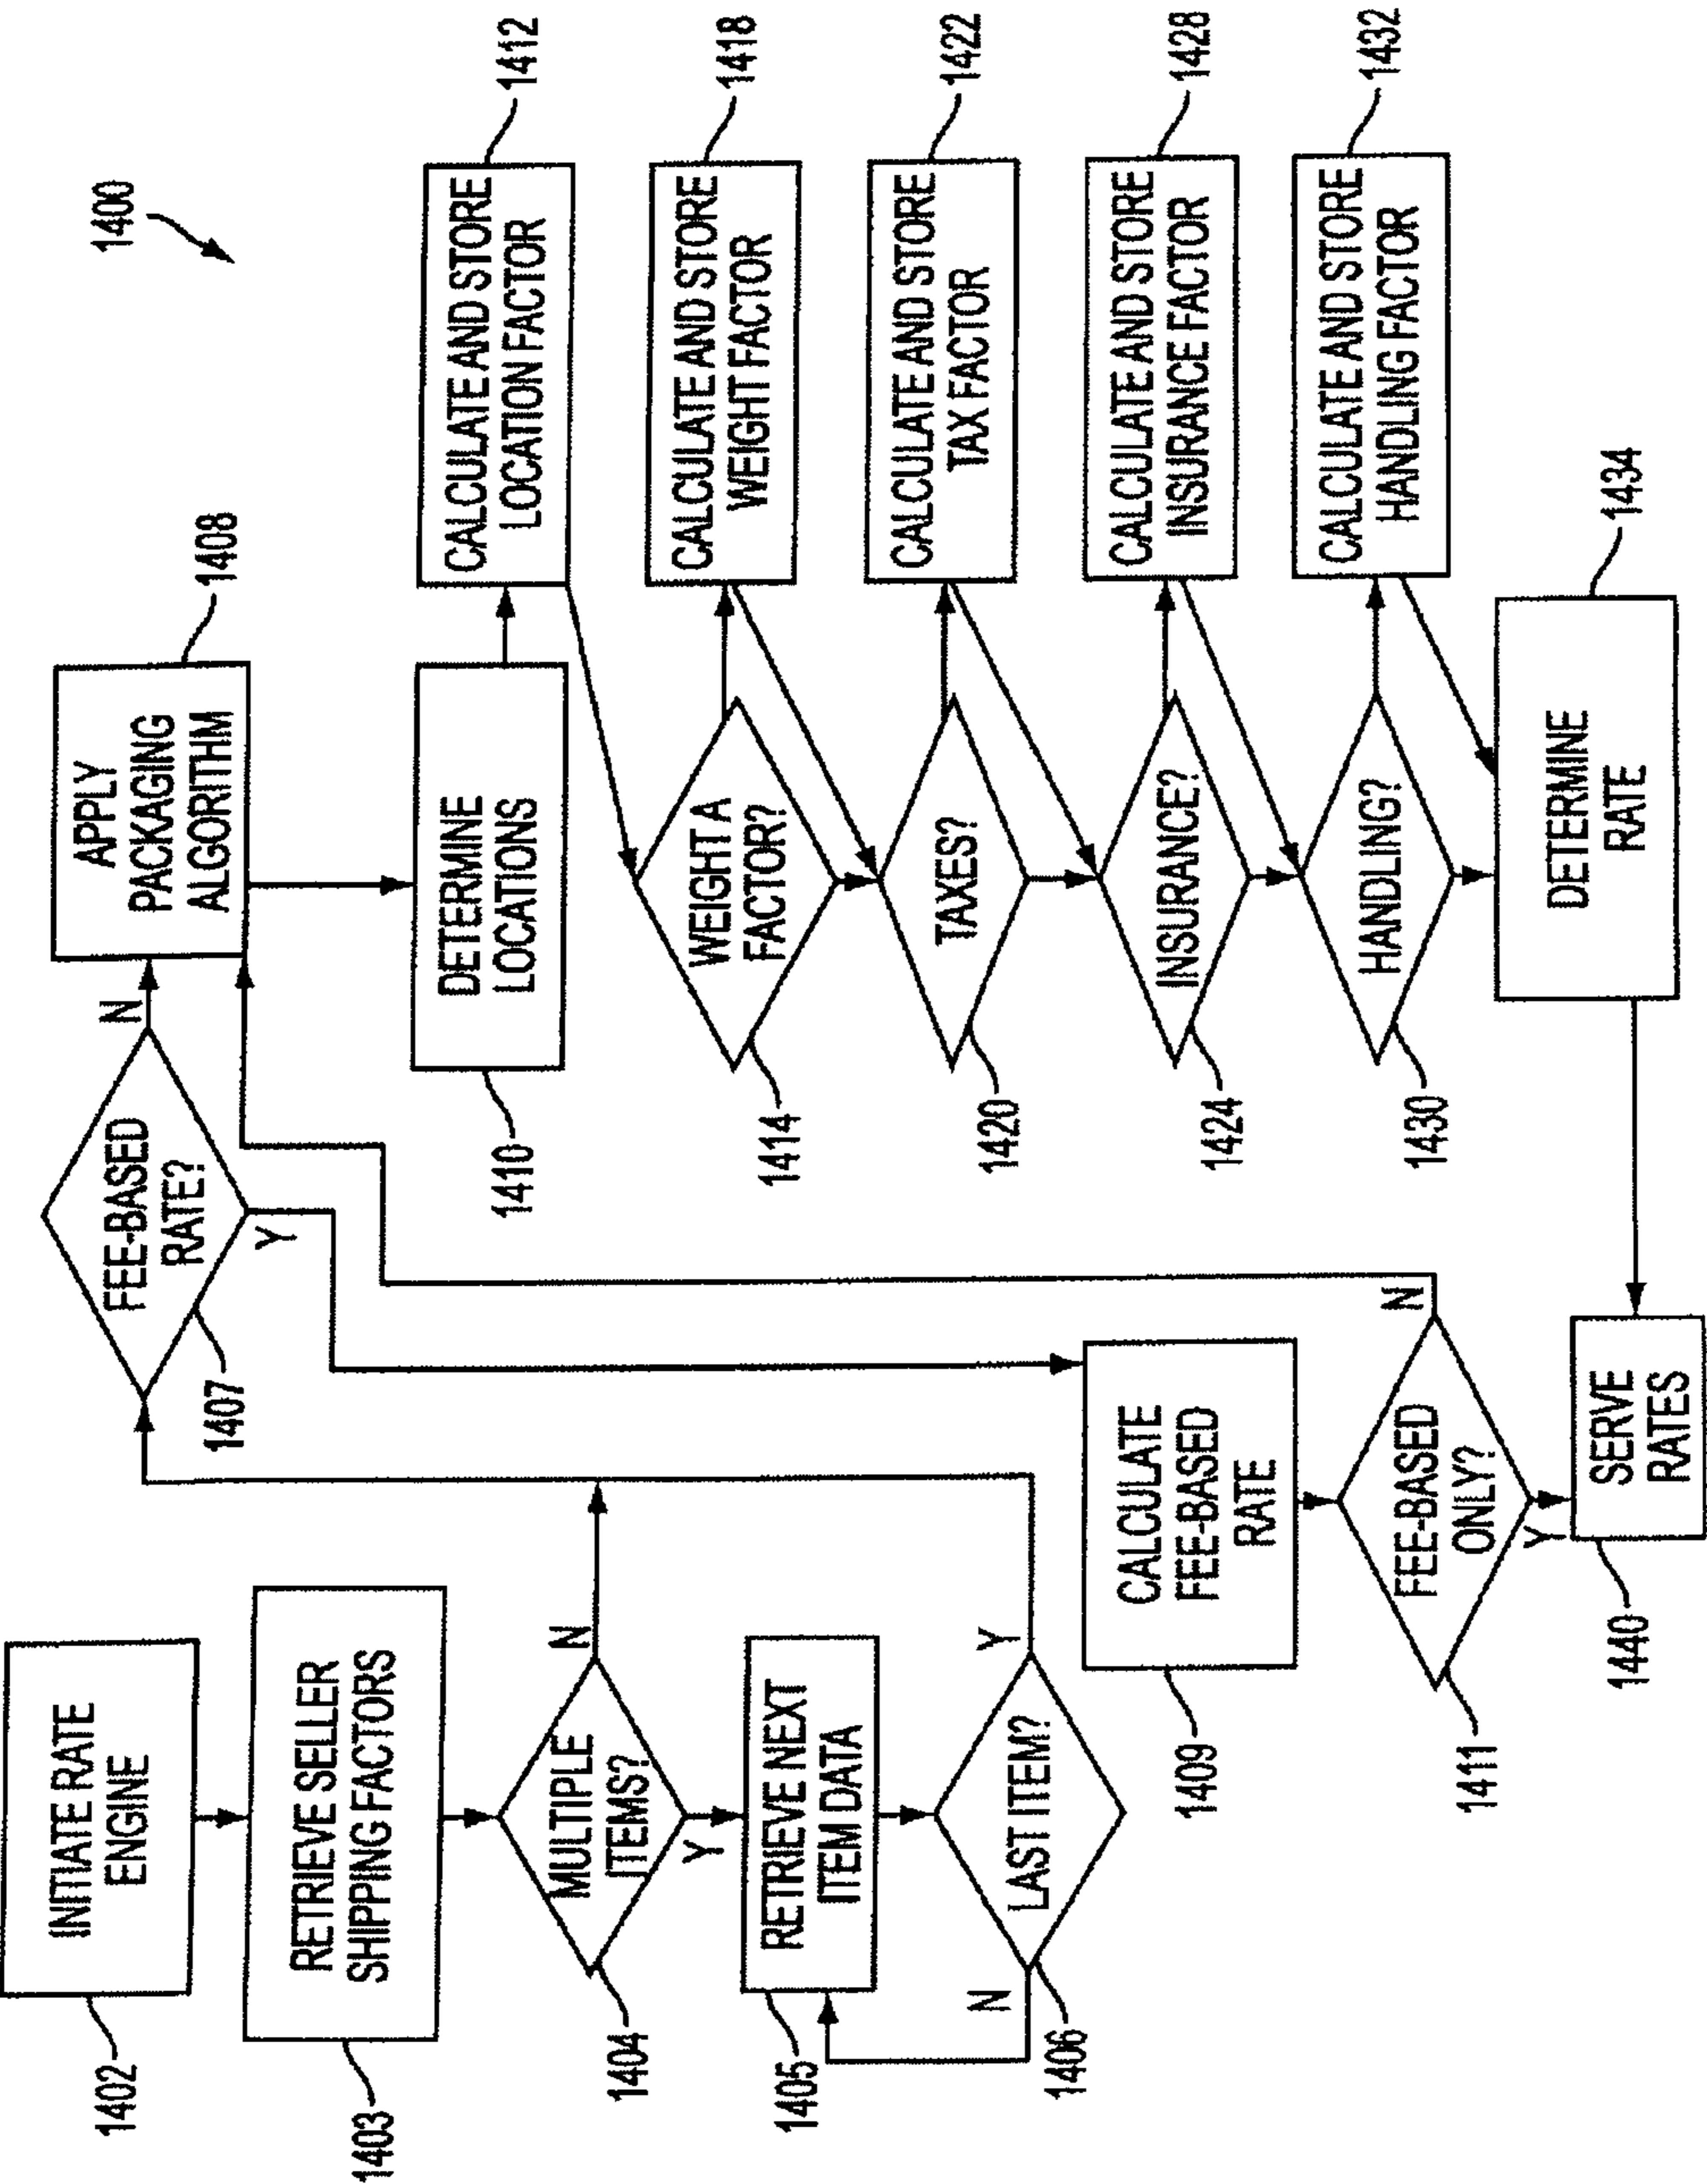 1400
INITIATE RATE
ENGINE
1402
RETRIEVE SELLER
SHIPPING FACTORS
1403
MULTIPLE
ITEMS?
N
Y
1404
RETRIEVE NEXT
ITEM DATA
1405
LAST ITEM?
N
Y
1406
FEE-BASED
RATE?
N
Y
1407
CALCULATE
FEE-BASED
RATE
1409
FEE-BASED
ONLY?
N
Y
1411
SERVE
RATES
1440
APPLY
PACKAGING
ALGORITHM
1408
DETERMINE
LOCATIONS
1410
CALCULATE AND STORE
LOCATION FACTOR
1412
WEIGHT A
FACTOR?
1414
CALCULATE AND STORE
WEIGHT FACTOR
1418
TAXES?
1420
CALCULATE AND STORE
TAX FACTOR
1422
INSURANCE?
1424
CALCULATE AND STORE
INSURANCE FACTOR
1428
HANDLING?
1430
CALCULATE AND STORE
HANDLING FACTOR
1432
DETERMINE
RATE
1434